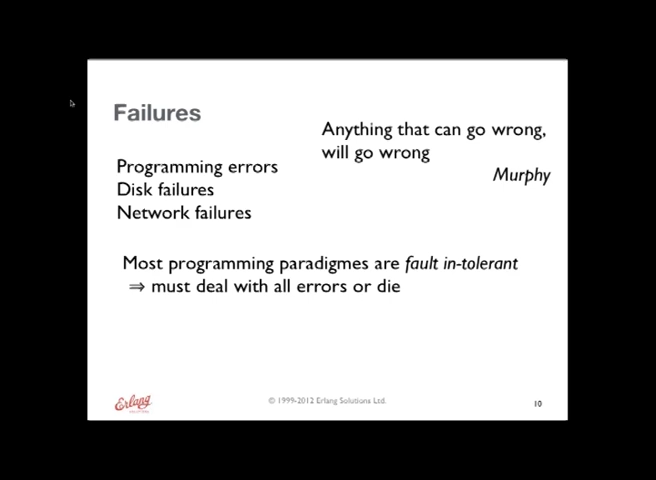 Failures
Anything that can go wrong,
will go wrong
Murphy
Programming errors
Disk failures
Network failures
Most programming paradigmes are fault in-tolerant
⇒ must deal with all errors or die
Erlang
SOLUTIONS
© 1999-2012 Erlang Solutions Ltd.
10